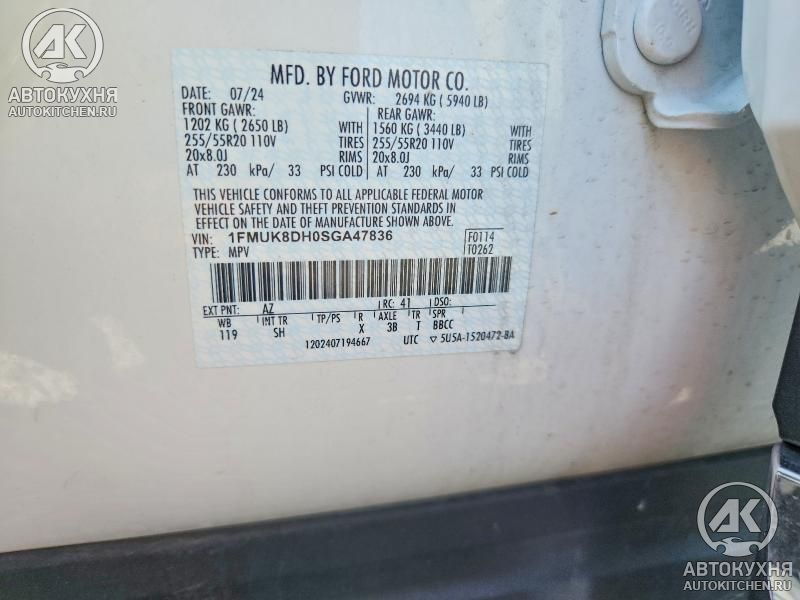 АВТОКУХНЯ
AUTOKITCHEN.RU
MFD. BY FORD MOTOR CO.
DATE: 07/24 GVWR: 2694 KG ( 5940 LB)
FRONT GAWR: REAR GAWR:
1202 KG ( 2650 LB) WITH 1560 KG ( 3440 LB) WITH
255/55R20 110V TIRES 255/55R20 110V TIRES
20x8.0J RIMS 20x8.0J RIMS
AT 230 kPa/ 33 PSI COLD AT 230 kPa/ 33 PSI COLD
THIS VEHICLE CONFORMS TO ALL APPLICABLE FEDERAL MOTOR
VEHICLE SAFETY AND THEFT PREVENTION STANDARDS IN
EFFECT ON THE DATE OF MANUFACTURE SHOWN ABOVE.
VIN: 1FMUK8DH0SGA47836 F0114
TYPE: MPV T0262
EXT PNT: AZ RC: 41 DSO:
WB INT TR TP/PS R AXLE TR SPR
119 SH X 3B T BBCC
1202407194667 UTC ▽ 5U5A-1520472-BA
АВТОКУХНЯ
AUTOKITCHEN.RU